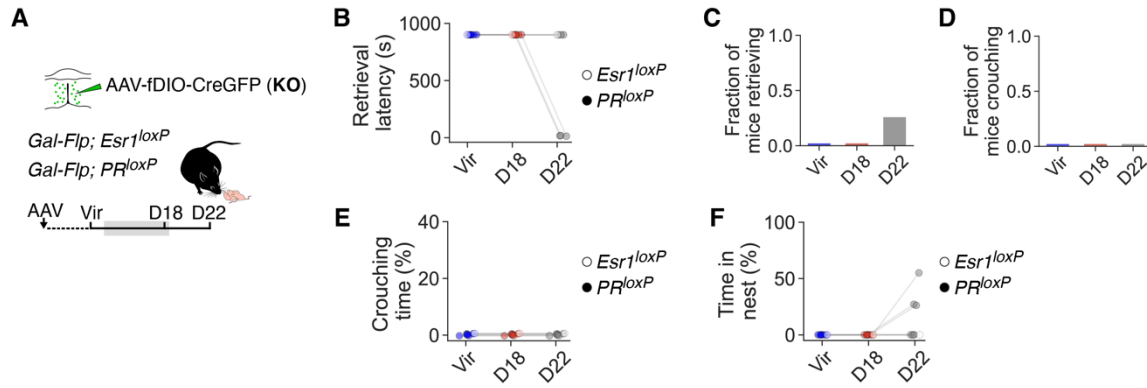 A
AAV-fDIO-CreGFP (KO)
Gal-Flp; Esr1loxP
Gal-Flp; PRloxP
AAV Vir D18 D22
B
Retrieval
latency (s)
1000
500
0
Vir D18 D22
Esr1loxP
PRloxP
C
Fraction of
mice retrieving
1.0
0.5
0.0
Vir D18 D22
D
Fraction of
mice crouching
1.0
0.5
0.0
Vir D18 D22
E
Crouching
time (%)
40
20
0
Vir D18 D22
Esr1loxP
PRloxP
F
Time in
nest (%)
100
50
0
Vir D18 D22
Esr1loxP
PRloxP